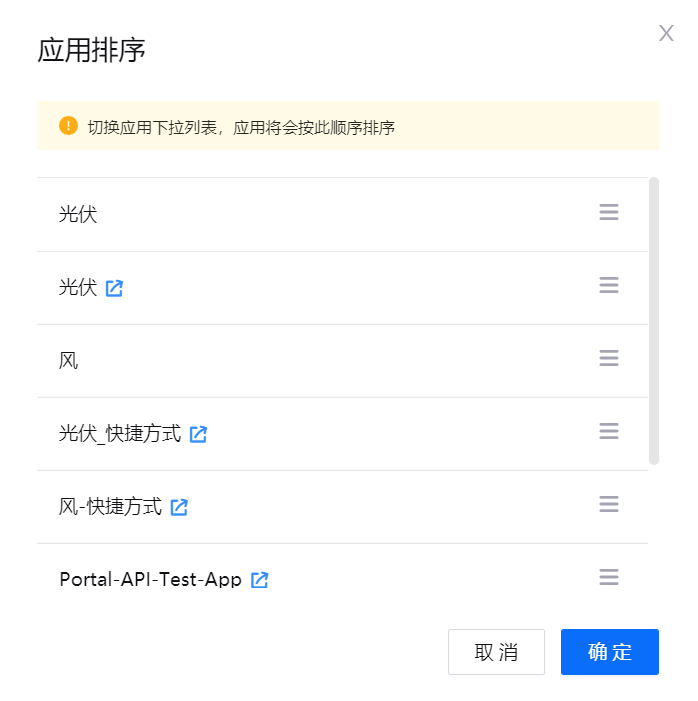 应用排序
X
切换应用下拉列表，应用将会按此顺序排序
光伏
光伏
风
光伏_快捷方式
风-快捷方式
Portal-API-Test-App
取消
确定